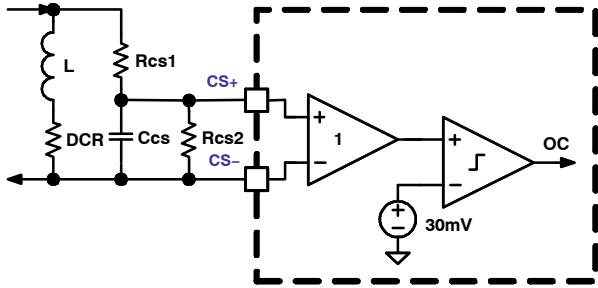 L
Rcs1
CS+
DCR
Ccs
Rcs2
CS−
+
−
1
+
−
OC
+
−
30mV